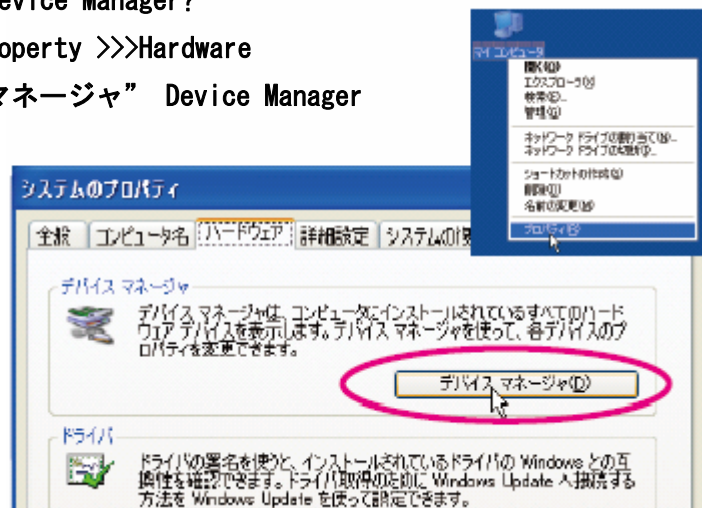 evice Manager?
operty >>>Hardware
マネージャ” Device Manager
マイ コンピュータ
開く(O)
エクスプローラ(X)
検索(E)...
管理(G)
ネットワーク ドライブの割り当て(N)...
ネットワーク ドライブの切断(I)...
ショートカットの作成(S)
削除(D)
名前の変更(M)
プロパティ(R)
システムのプロパティ
全般 コンピュータ名 ハードウェア 詳細設定 システムの
デバイス マネージャ
デバイス マネージャは、コンピュータにインストールされているすべてのハード
ウェア デバイスを表示します。デバイス マネージャを使って、各デバイスのプ
ロパティを変更できます。
デバイス マネージャ(D)
ドライバ
ドライバの署名を使うと、インストールされているドライバの Windows との互
換性を確認できます。ドライバ取得のために Windows Update へ接続する
方法を Windows Update を使って設定できます。